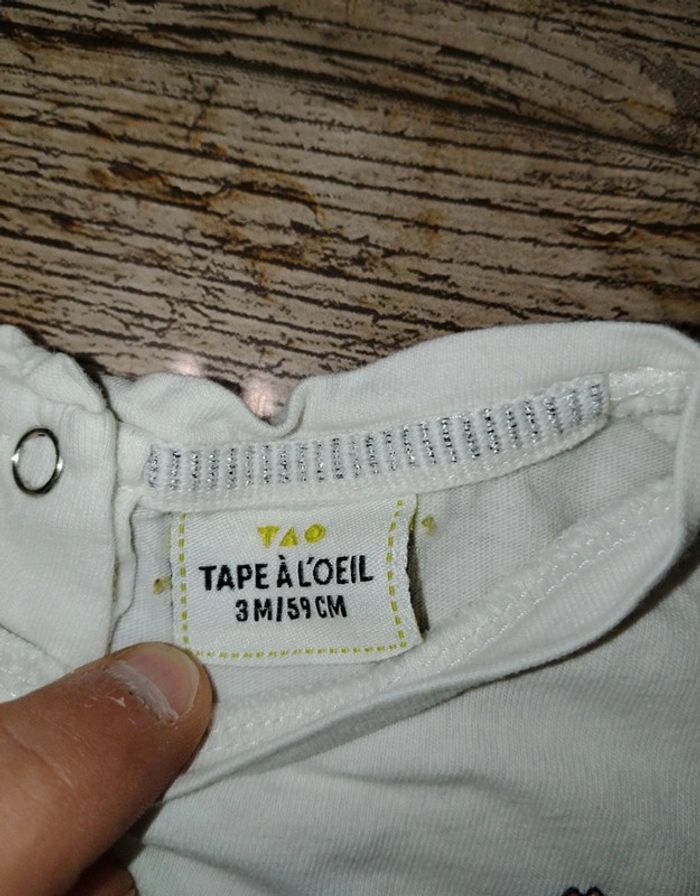 TAO
TAPE À L'OEIL
3 M/59 CM